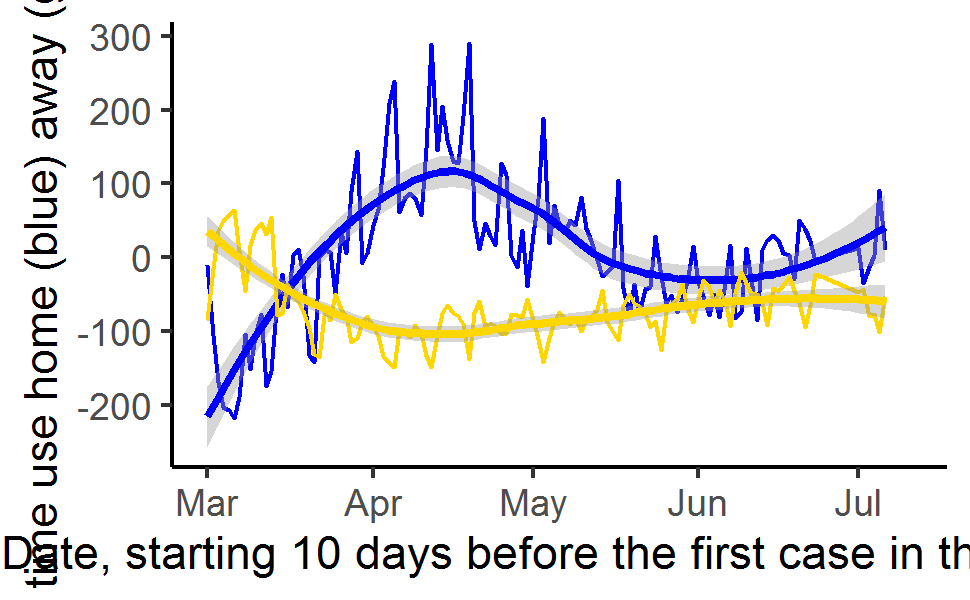 time use home (blue) away (g
300
200
100
0
-100
-200
Mar Apr May Jun Jul
Date, starting 10 days before the first case in th